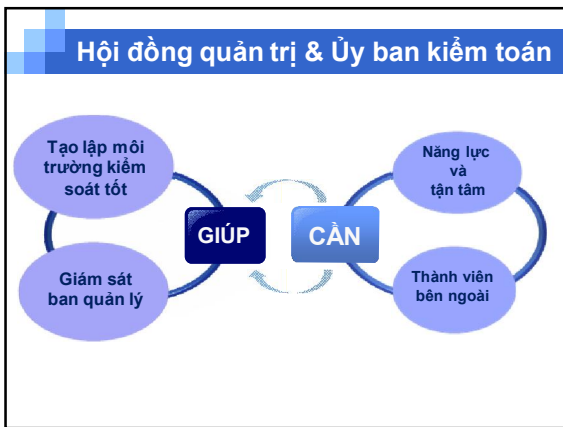 Hội đồng quản trị & Ủy ban kiểm toán
Tạo lập môi
trường kiểm
soát tốt
Giám sát
ban quản lý
GIÚP
CẦN
Năng lực
và
tận tâm
Thành viên
bên ngoài